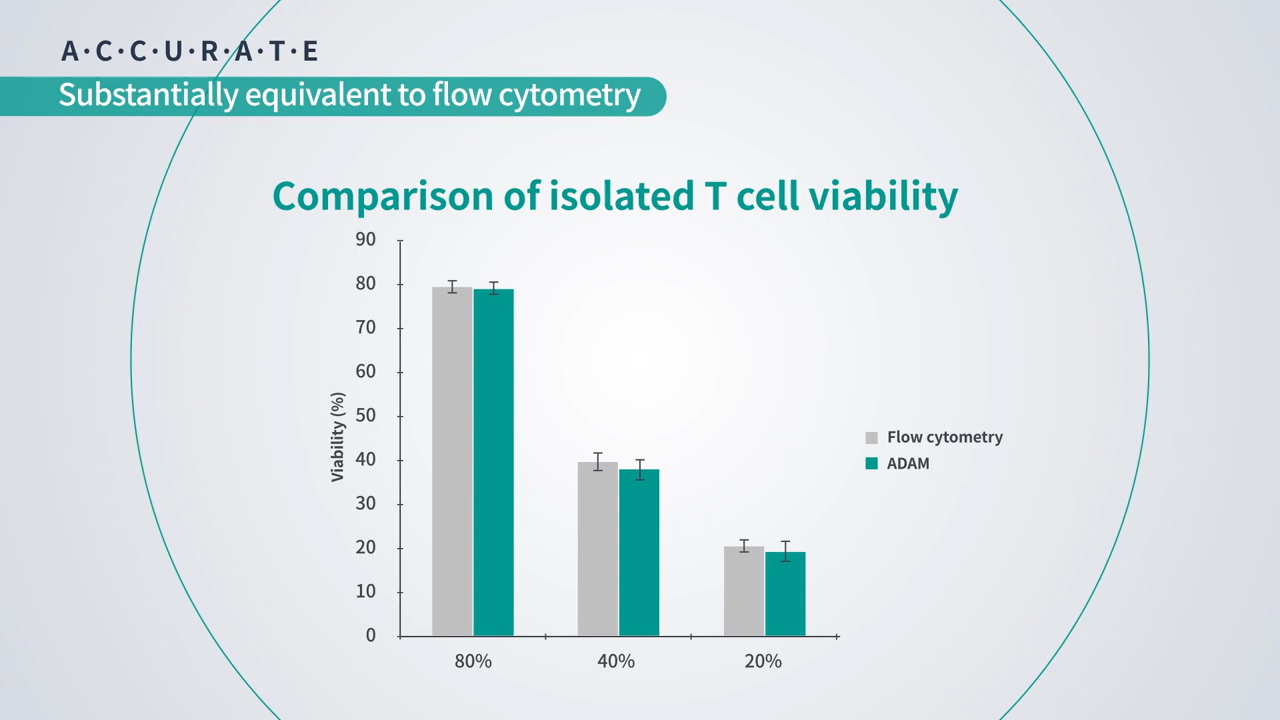 A·C·C·U·R·A·T·E
Substantially equivalent to flow cytometry
Comparison of isolated T cell viability
90
80
70
60
50
40
30
20
10
0
Viability (%)
80%
40%
20%
Flow cytometry
ADAM